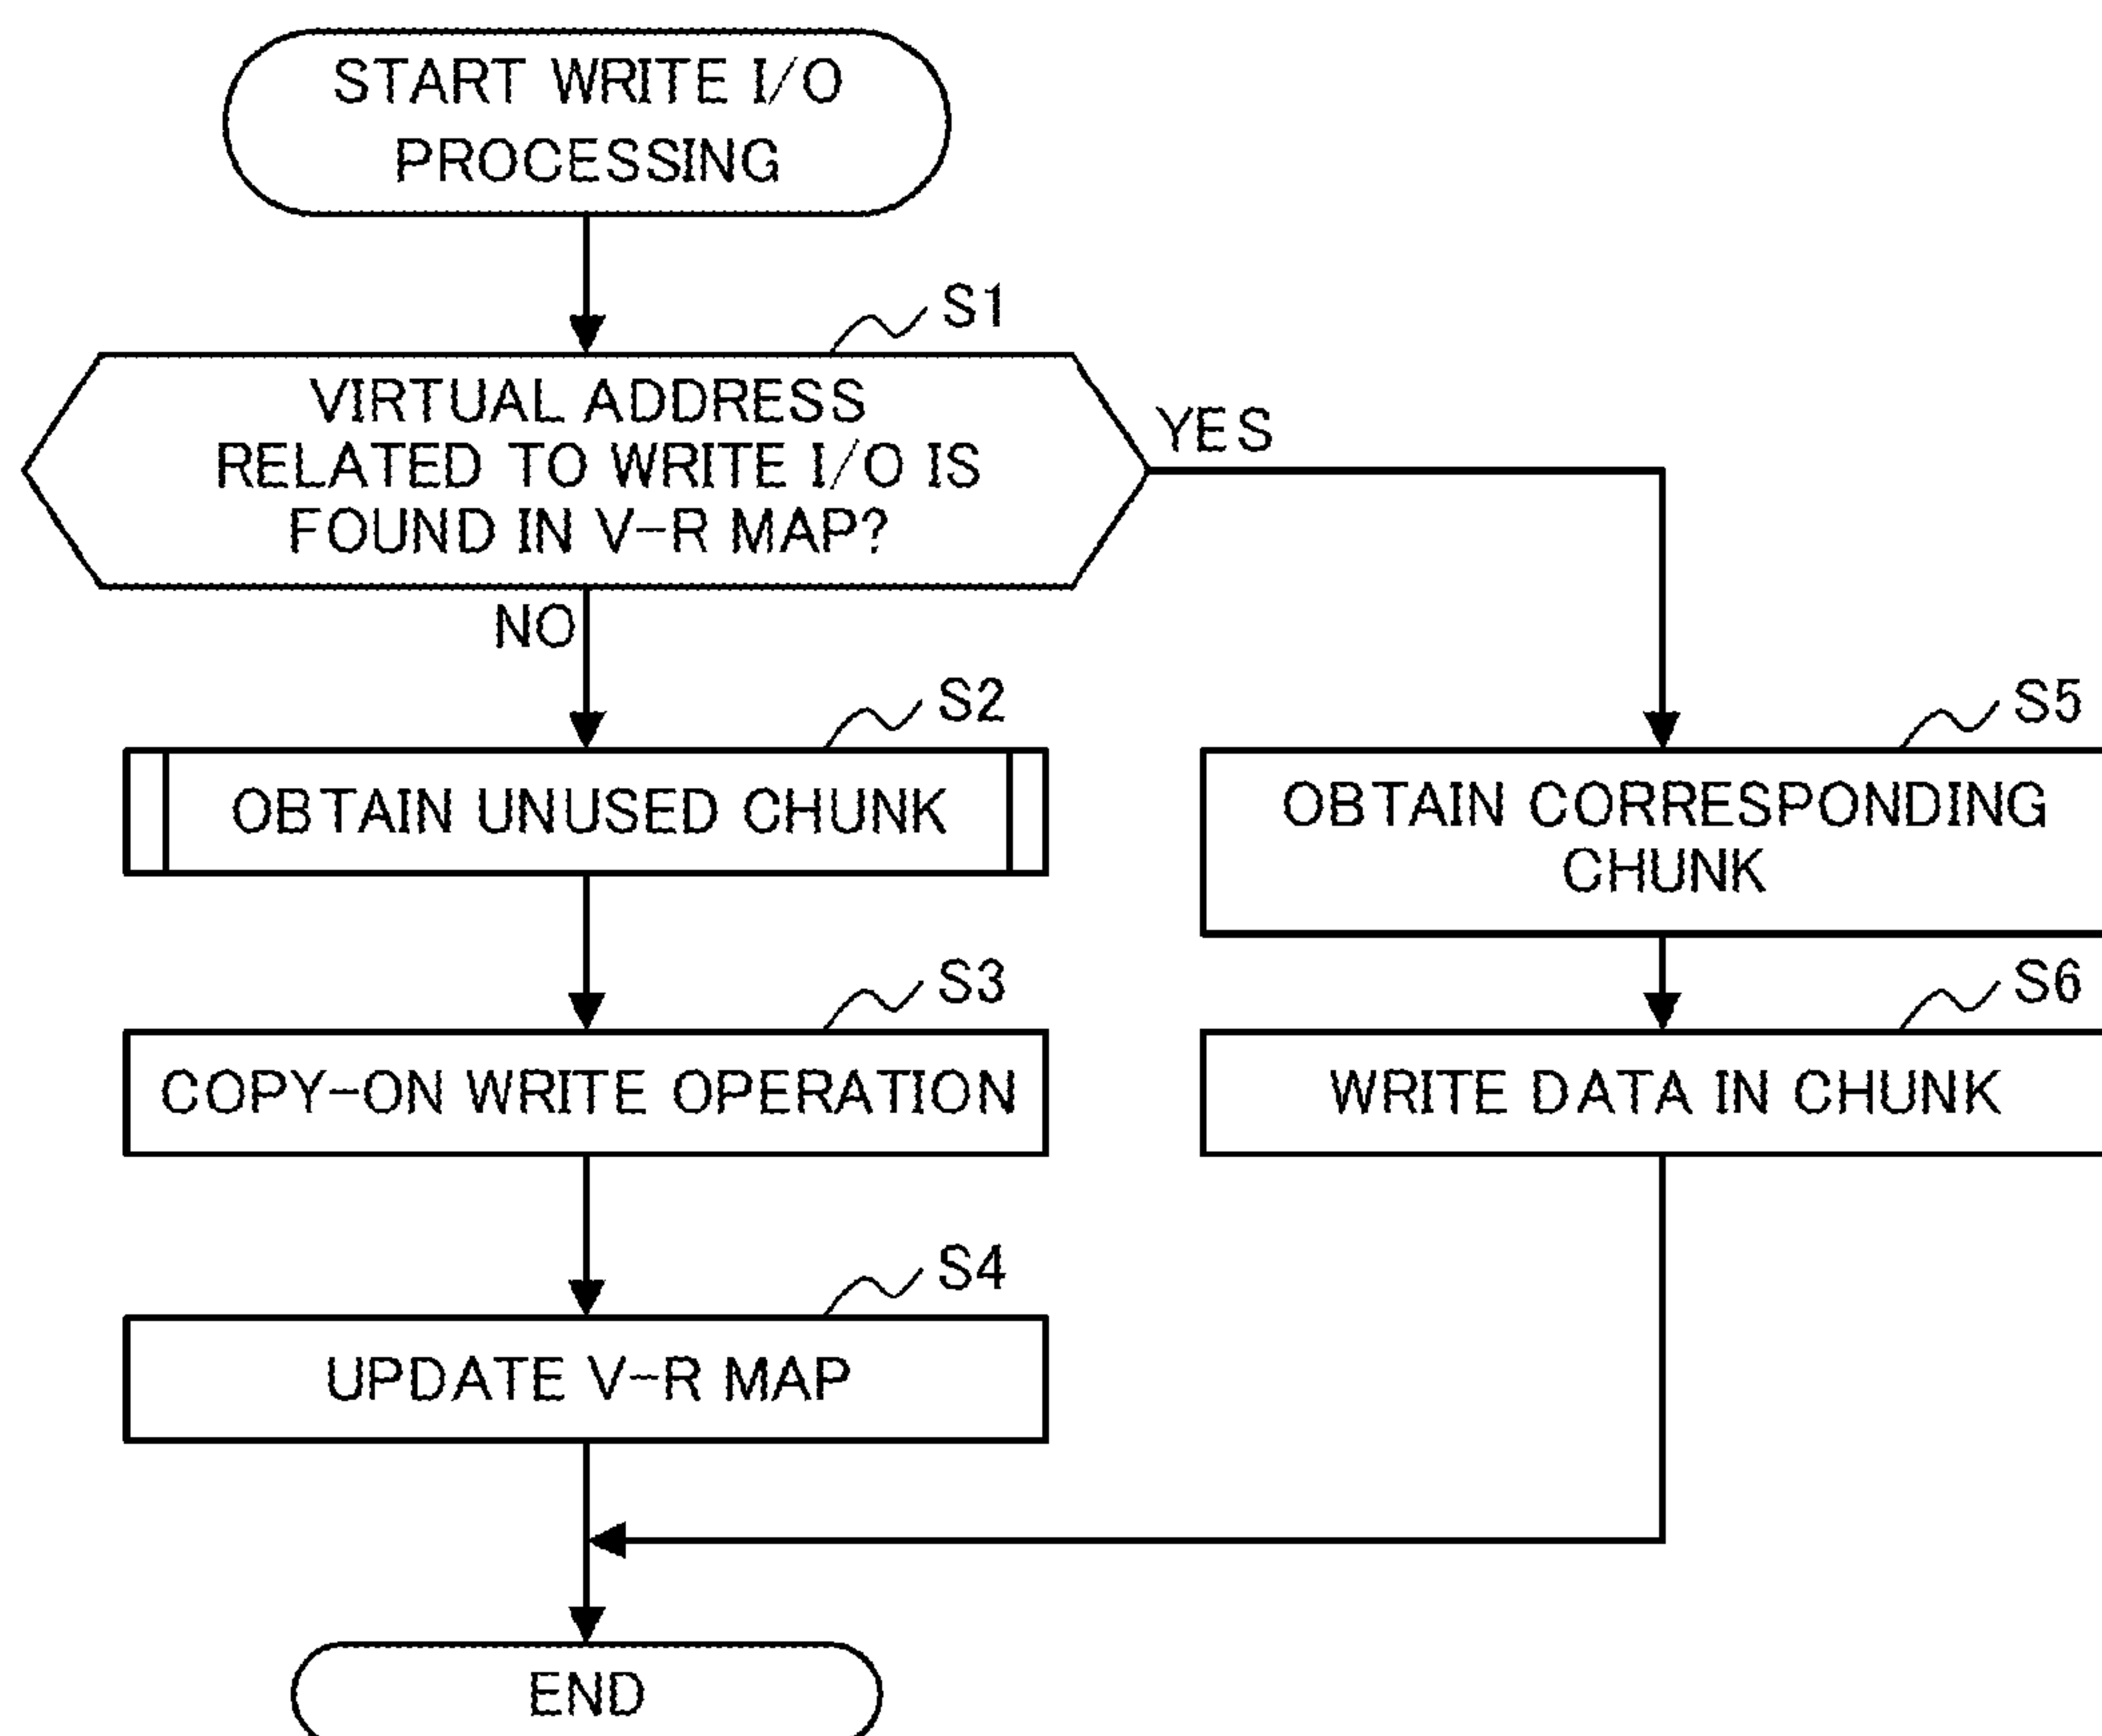 START WRITE I/O
PROCESSING
S1
VIRTUAL ADDRESS
RELATED TO WRITE I/O IS
FOUND IN V-R MAP?
YES
NO
S2
OBTAIN UNUSED CHUNK
S3
COPY-ON WRITE OPERATION
S4
UPDATE V-R MAP
S5
OBTAIN CORRESPONDING
CHUNK
S6
WRITE DATA IN CHUNK
END